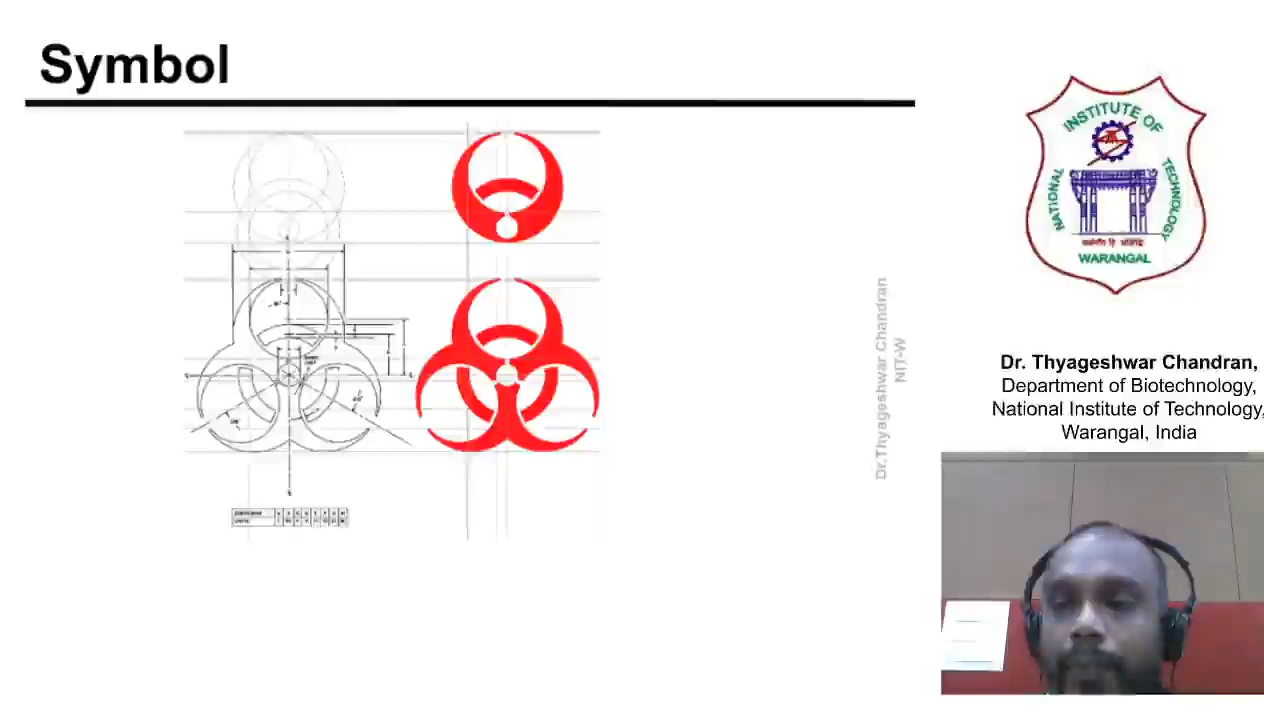 Symbol
INSTITUTE OF
NATIONAL
TECHNOLOGY
WARANGAL
Dr. Thyageshwar Chandran,
Department of Biotechnology,
National Institute of Technology,
Warangal, India
Dr.Thyageshwar Chandran
NIT-W